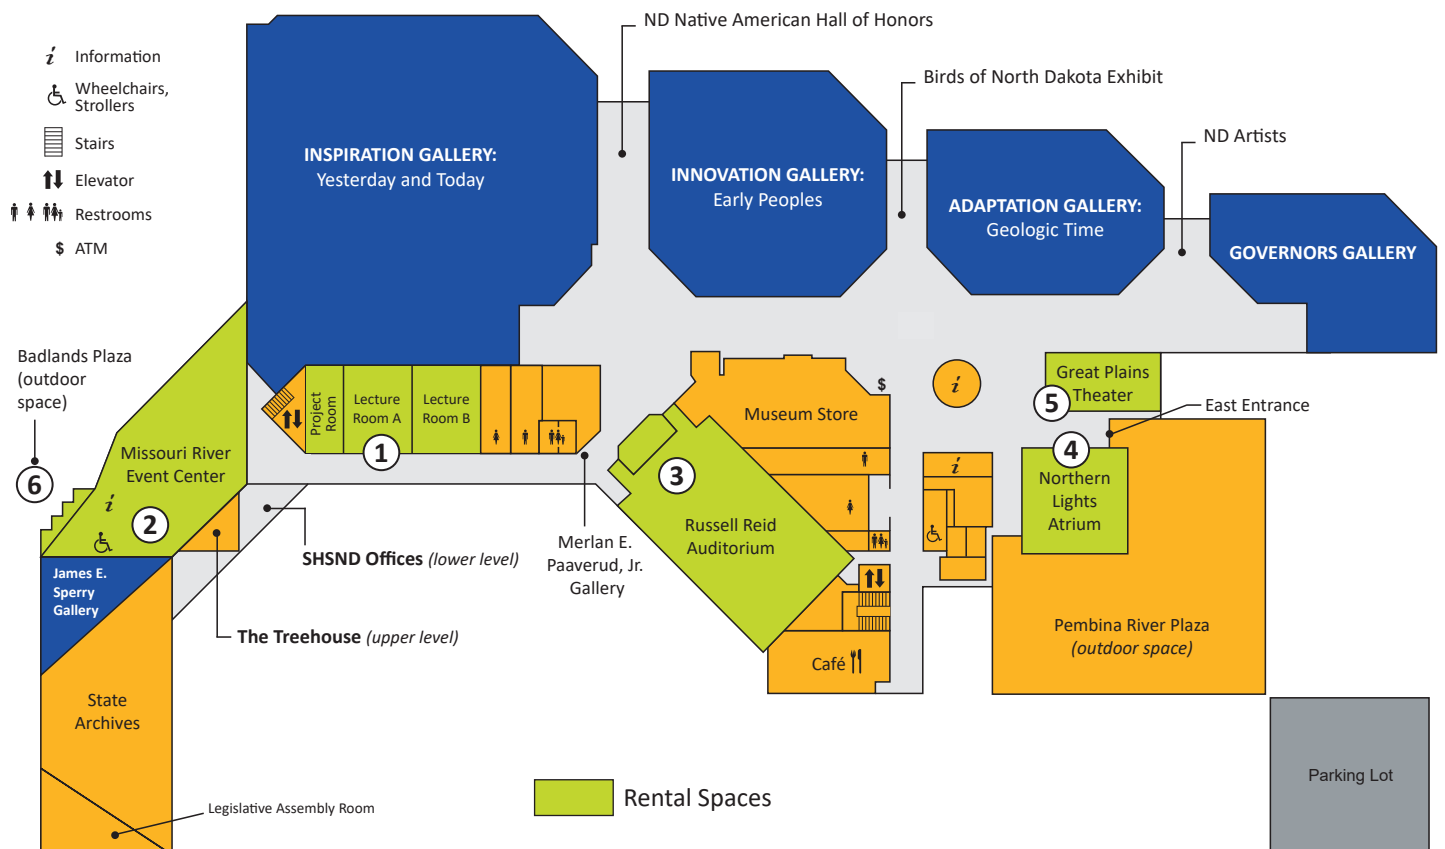 i Information
Wheelchairs,
Strollers
Stairs
Elevator
Restrooms
$ ATM
ND Native American Hall of Honors
Birds of North Dakota Exhibit
ND Artists
INSPIRATION GALLERY:
Yesterday and Today
INNOVATION GALLERY:
Early Peoples
ADAPTATION GALLERY:
Geologic Time
GOVERNORS GALLERY
Badlands Plaza
(outdoor
space)
6
Missouri River
Event Center
i
2
Project
Room
Lecture
Room A
1
Lecture
Room B
Museum Store
$
i
Great Plains
Theater
5
East Entrance
4
Northern
Lights
Atrium
3
Russell Reid
Auditorium
i
Merlan E.
Paaverud, Jr.
Gallery
SHSND Offices (lower level)
James E.
Sperry
Gallery
The Treehouse (upper level)
Café
Pembina River Plaza
(outdoor space)
State
Archives
Legislative Assembly Room
Rental Spaces
Parking Lot